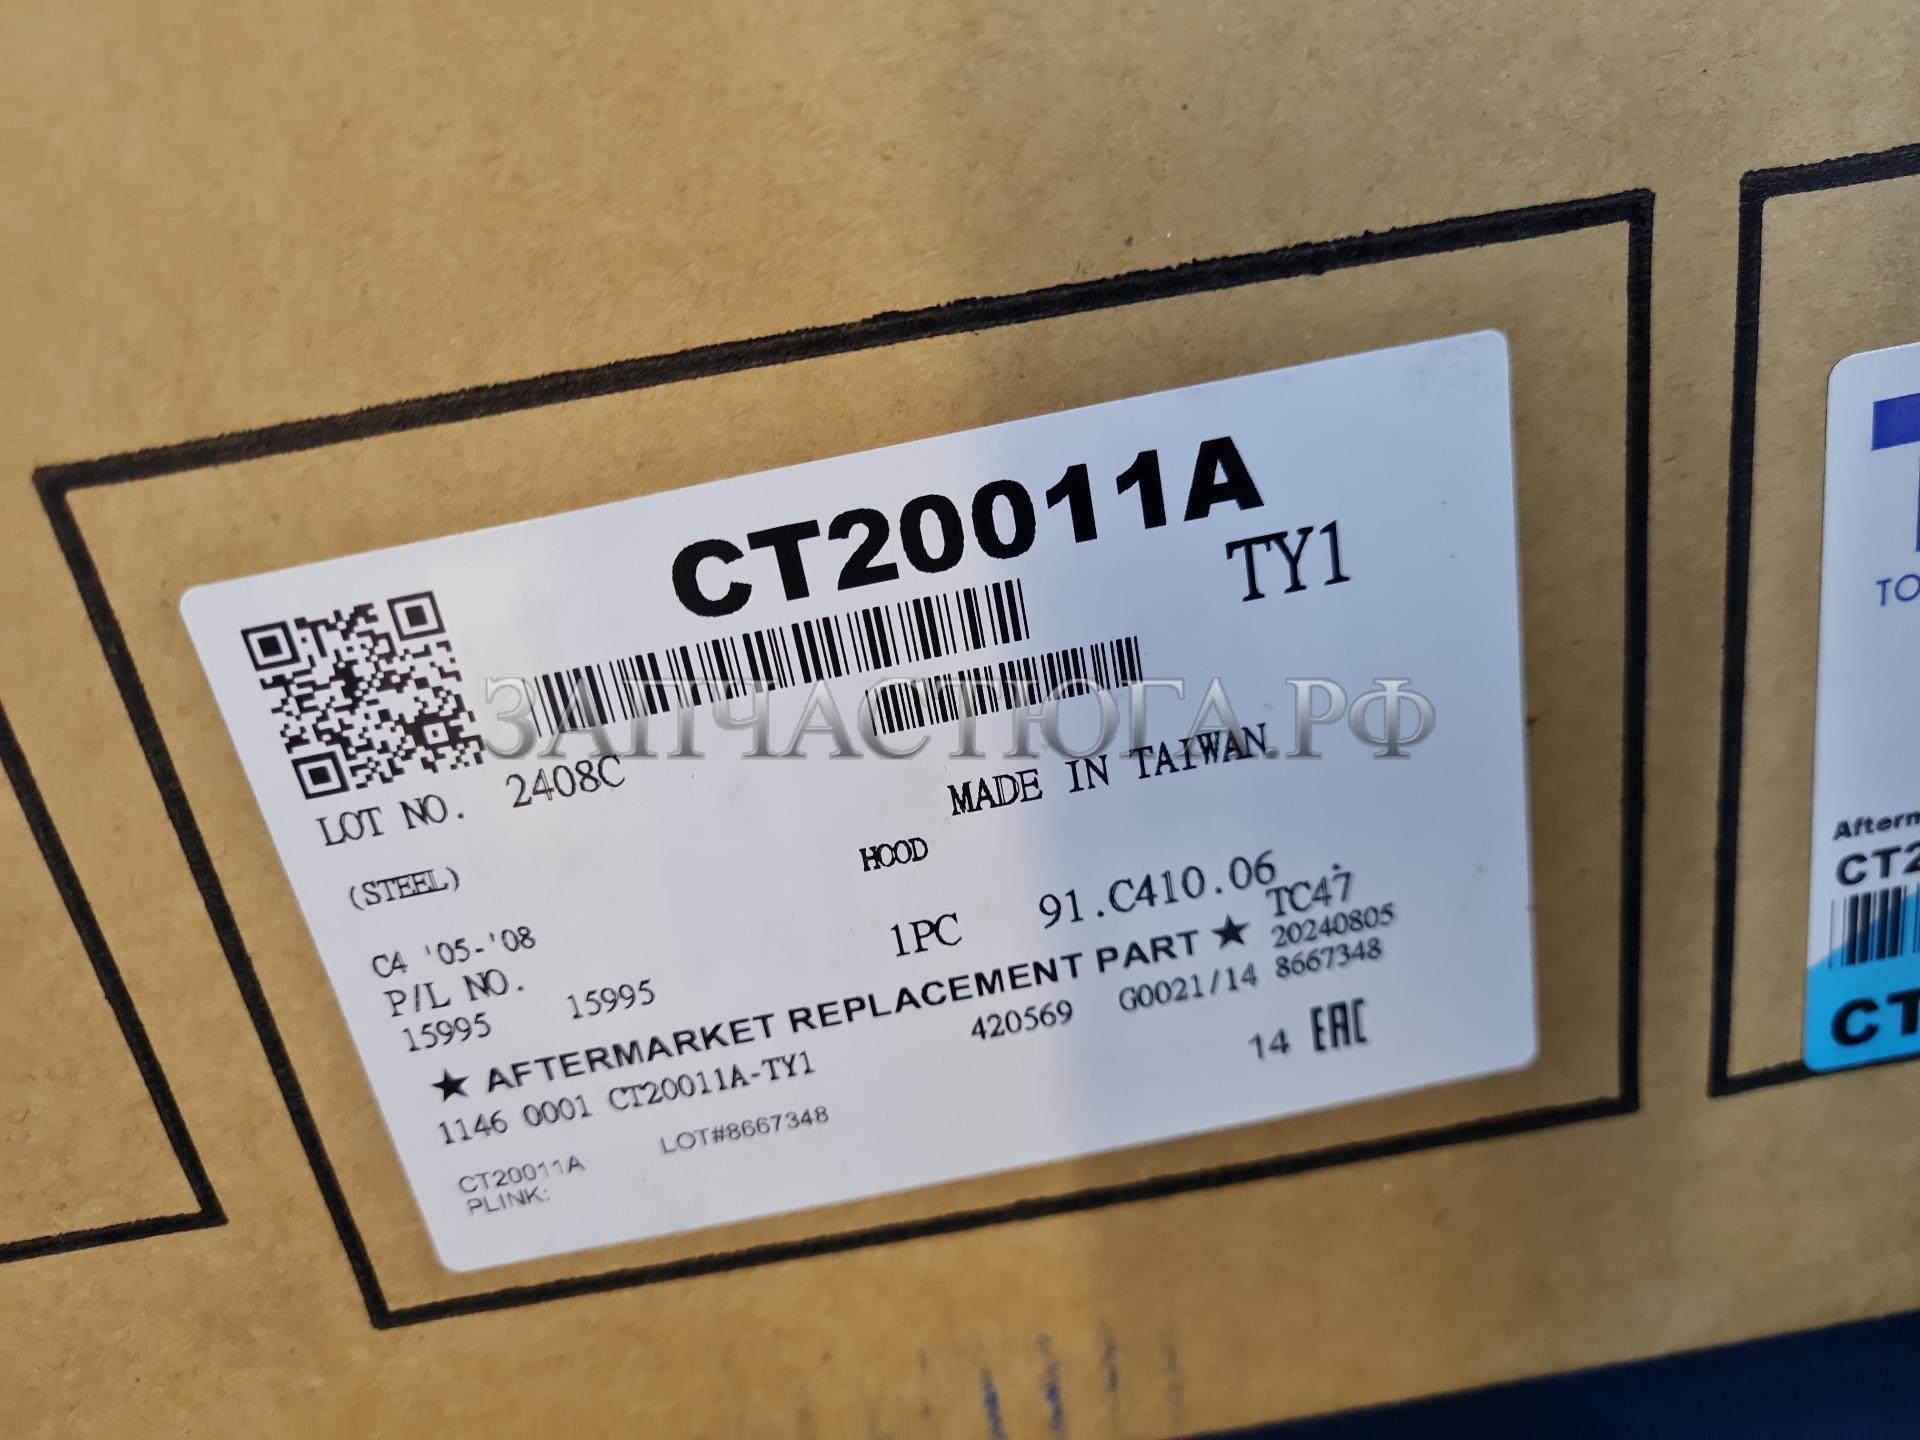 CT20011A
TY1
ЗАПЧАСТЮГА.РФ
LOT NO. 2408C
MADE IN TAIWAN
(STEEL)
HOOD
C4 '05-'08
1PC 91.C410.06
P/L NO.
TC47
15995 15995
20240805
★ AFTERMARKET REPLACEMENT PART ★
420569 G0021/14 8667348
1146 0001 CT20011A-TY1
14 EAC
LOT#8667348
CT20011A
PLINK:
TO
Aftern
CT2
CT